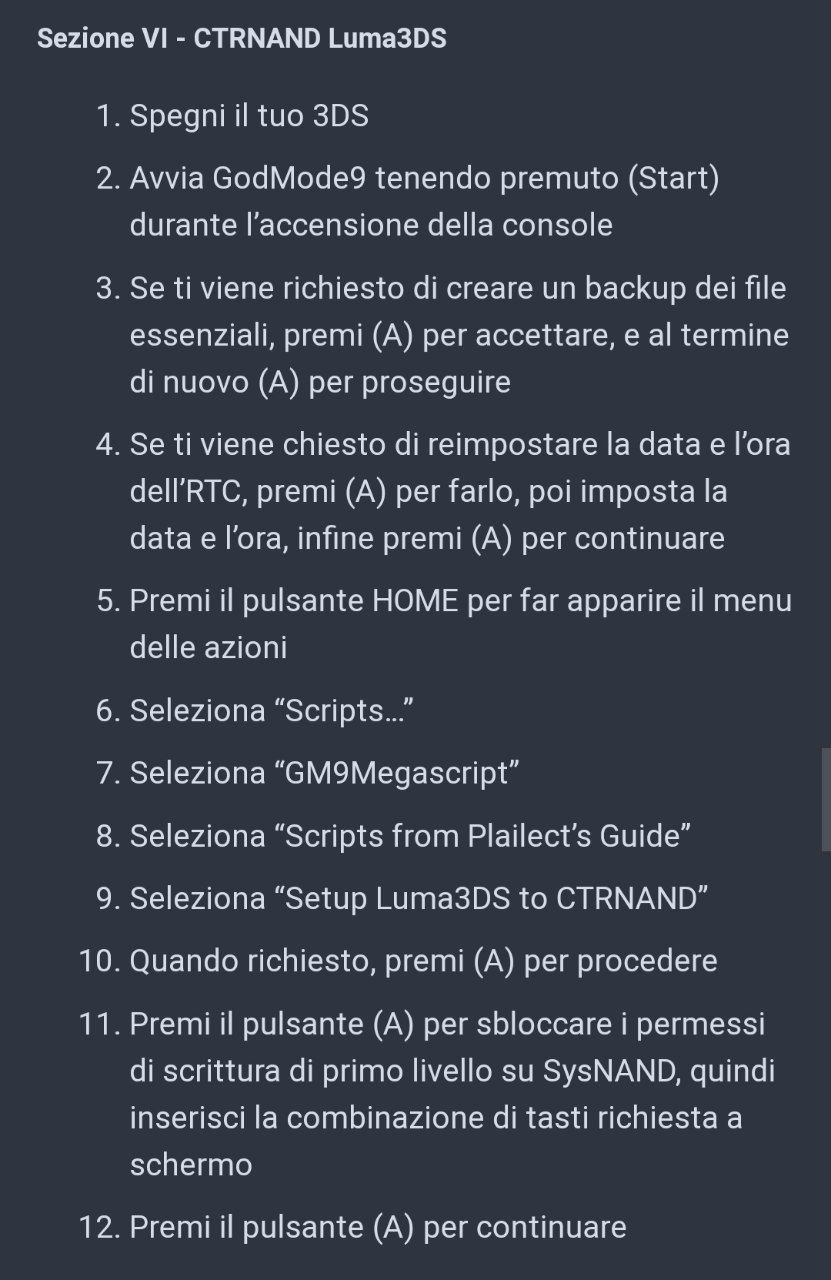 Sezione VI - CTRNAND Luma3DS
1. Spegni il tuo 3DS
2. Avvia GodMode9 tenendo premuto (Start)
durante l’accensione della console
3. Se ti viene richiesto di creare un backup dei file
essenziali, premi (A) per accettare, e al termine
di nuovo (A) per proseguire
4. Se ti viene chiesto di reimpostare la data e l’ora
dell’RTC, premi (A) per farlo, poi imposta la
data e l’ora, infine premi (A) per continuare
5. Premi il pulsante HOME per far apparire il menu
delle azioni
6. Seleziona “Scripts…”
7. Seleziona “GM9Megascript”
8. Seleziona “Scripts from Plailect’s Guide”
9. Seleziona “Setup Luma3DS to CTRNAND”
10. Quando richiesto, premi (A) per procedere
11. Premi il pulsante (A) per sbloccare i permessi
di scrittura di primo livello su SysNAND, quindi
inserisci la combinazione di tasti richiesta a
schermo
12. Premi il pulsante (A) per continuare